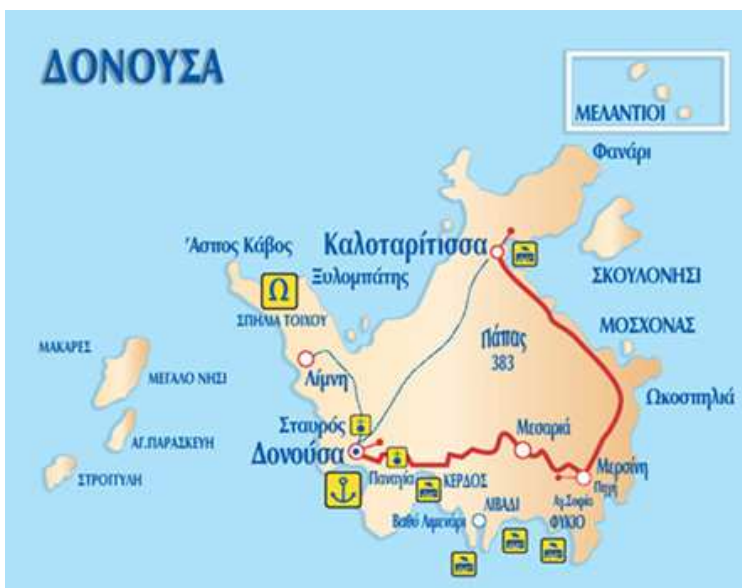 ΔΟΝΟΥΣΑ
ΜΕΛΑΝΤΙΟΙ
Φανάρι
Άσπος Κάβος
Καλοταρίτισσα
Ξυλομπάτης
ΣΚΟΥΛΟΝΗΣΙ
Ω
ΣΠΗΛΙΑ ΤΟΙΧΟΥ
ΜΟΣΧΟΝΑΣ
Πάπας
383
ΜΑΚΑΡΕΣ
ΜΕΓΑΛΟ ΝΗΣΙ
Λίμνη
Ωκοσπηλιά
Σταυρός
ΑΓ.ΠΑΡΑΣΚΕΥΗ
Μεσαριά
Δονούσα
Μερσίνη
ΣΤΡΟΓΓΥΛΗ
Παναγία
ΚΕΡΔΟΣ
Πηγή
Αγ.Σοφία
ΛΙΒΑΔΙ
Βαθύ Λιμενάρι
ΦΥΚΙΟ